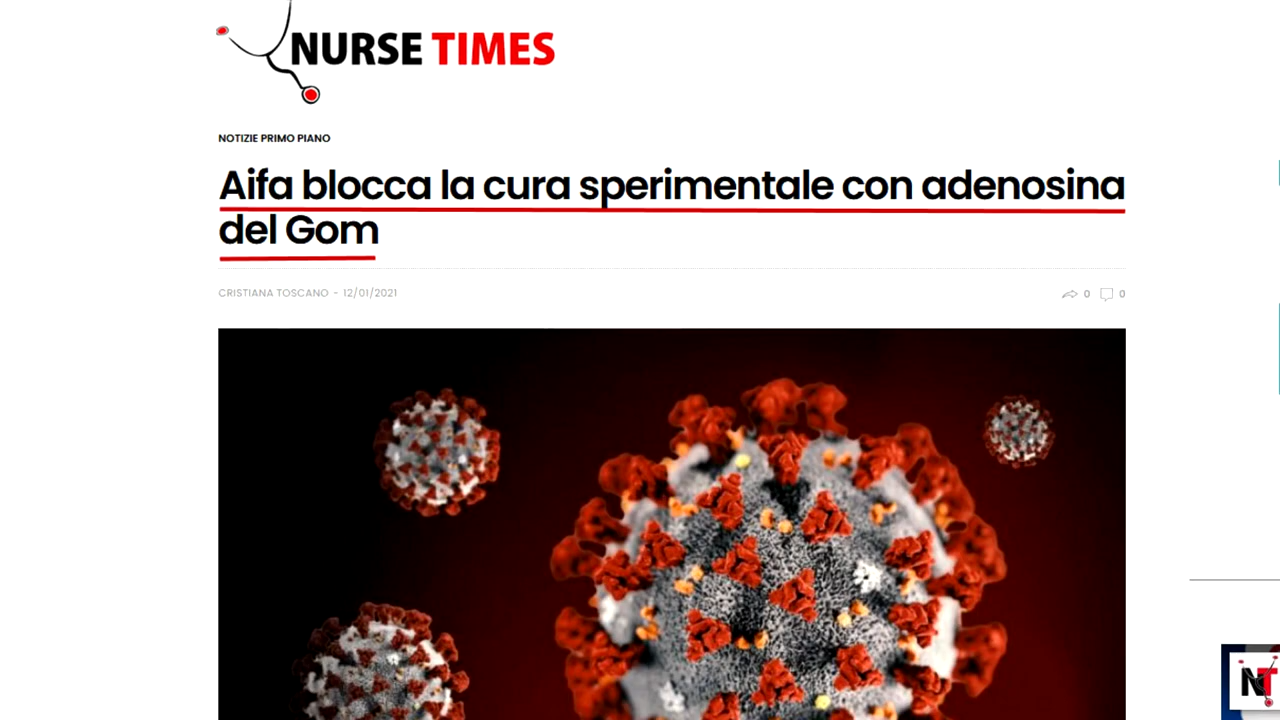 NURSE TIMES
NOTIZIE PRIMO PIANO
Aifa blocca la cura sperimentale con adenosina
del Gom
CRISTIANA TOSCANO - 12/01/2021
0 0
NT